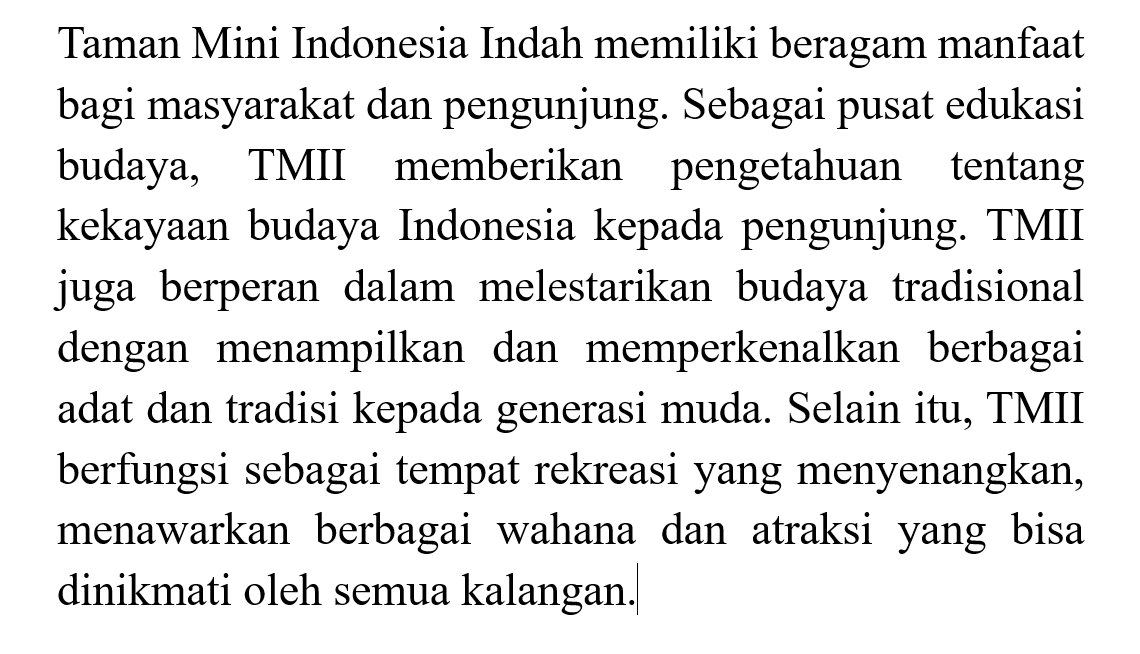 Taman Mini Indonesia Indah memiliki beragam manfaat
bagi masyarakat dan pengunjung. Sebagai pusat edukasi
budaya, TMII memberikan pengetahuan tentang
kekayaan budaya Indonesia kepada pengunjung. TMII
juga berperan dalam melestarikan budaya tradisional
dengan menampilkan dan memperkenalkan berbagai
adat dan tradisi kepada generasi muda. Selain itu, TMII
berfungsi sebagai tempat rekreasi yang menyenangkan,
menawarkan berbagai wahana dan atraksi yang bisa
dinikmati oleh semua kalangan.